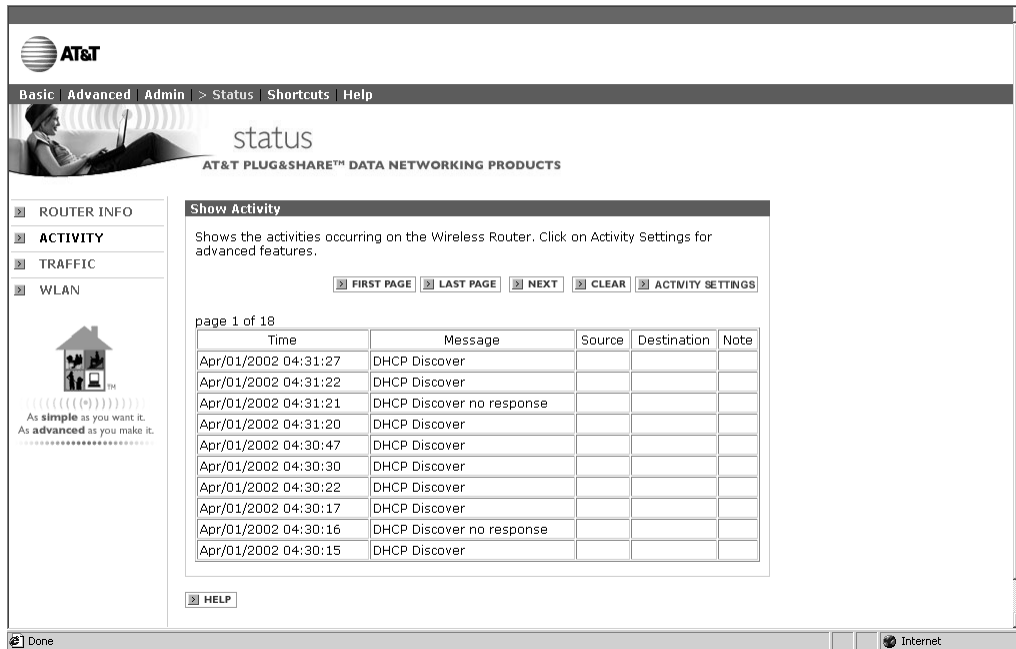 AT&T
Basic | Advanced | Admin | > Status | Shortcuts | Help
status
AT&T PLUG&SHARE™ DATA NETWORKING PRODUCTS
ROUTER INFO
ACTIVITY
TRAFFIC
WLAN
TM
As simple as you want it.
As advanced as you make it.
Show Activity
Shows the activities occurring on the Wireless Router. Click on Activity Settings for
advanced features.
FIRST PAGE LAST PAGE NEXT CLEAR ACTIVITY SETTINGS
page 1 of 18
Time Message Source Destination Note
Apr/01/2002 04:31:27 DHCP Discover
Apr/01/2002 04:31:22 DHCP Discover
Apr/01/2002 04:31:21 DHCP Discover no response
Apr/01/2002 04:31:20 DHCP Discover
Apr/01/2002 04:30:47 DHCP Discover
Apr/01/2002 04:30:30 DHCP Discover
Apr/01/2002 04:30:22 DHCP Discover
Apr/01/2002 04:30:17 DHCP Discover
Apr/01/2002 04:30:16 DHCP Discover no response
Apr/01/2002 04:30:15 DHCP Discover
HELP
Done Internet